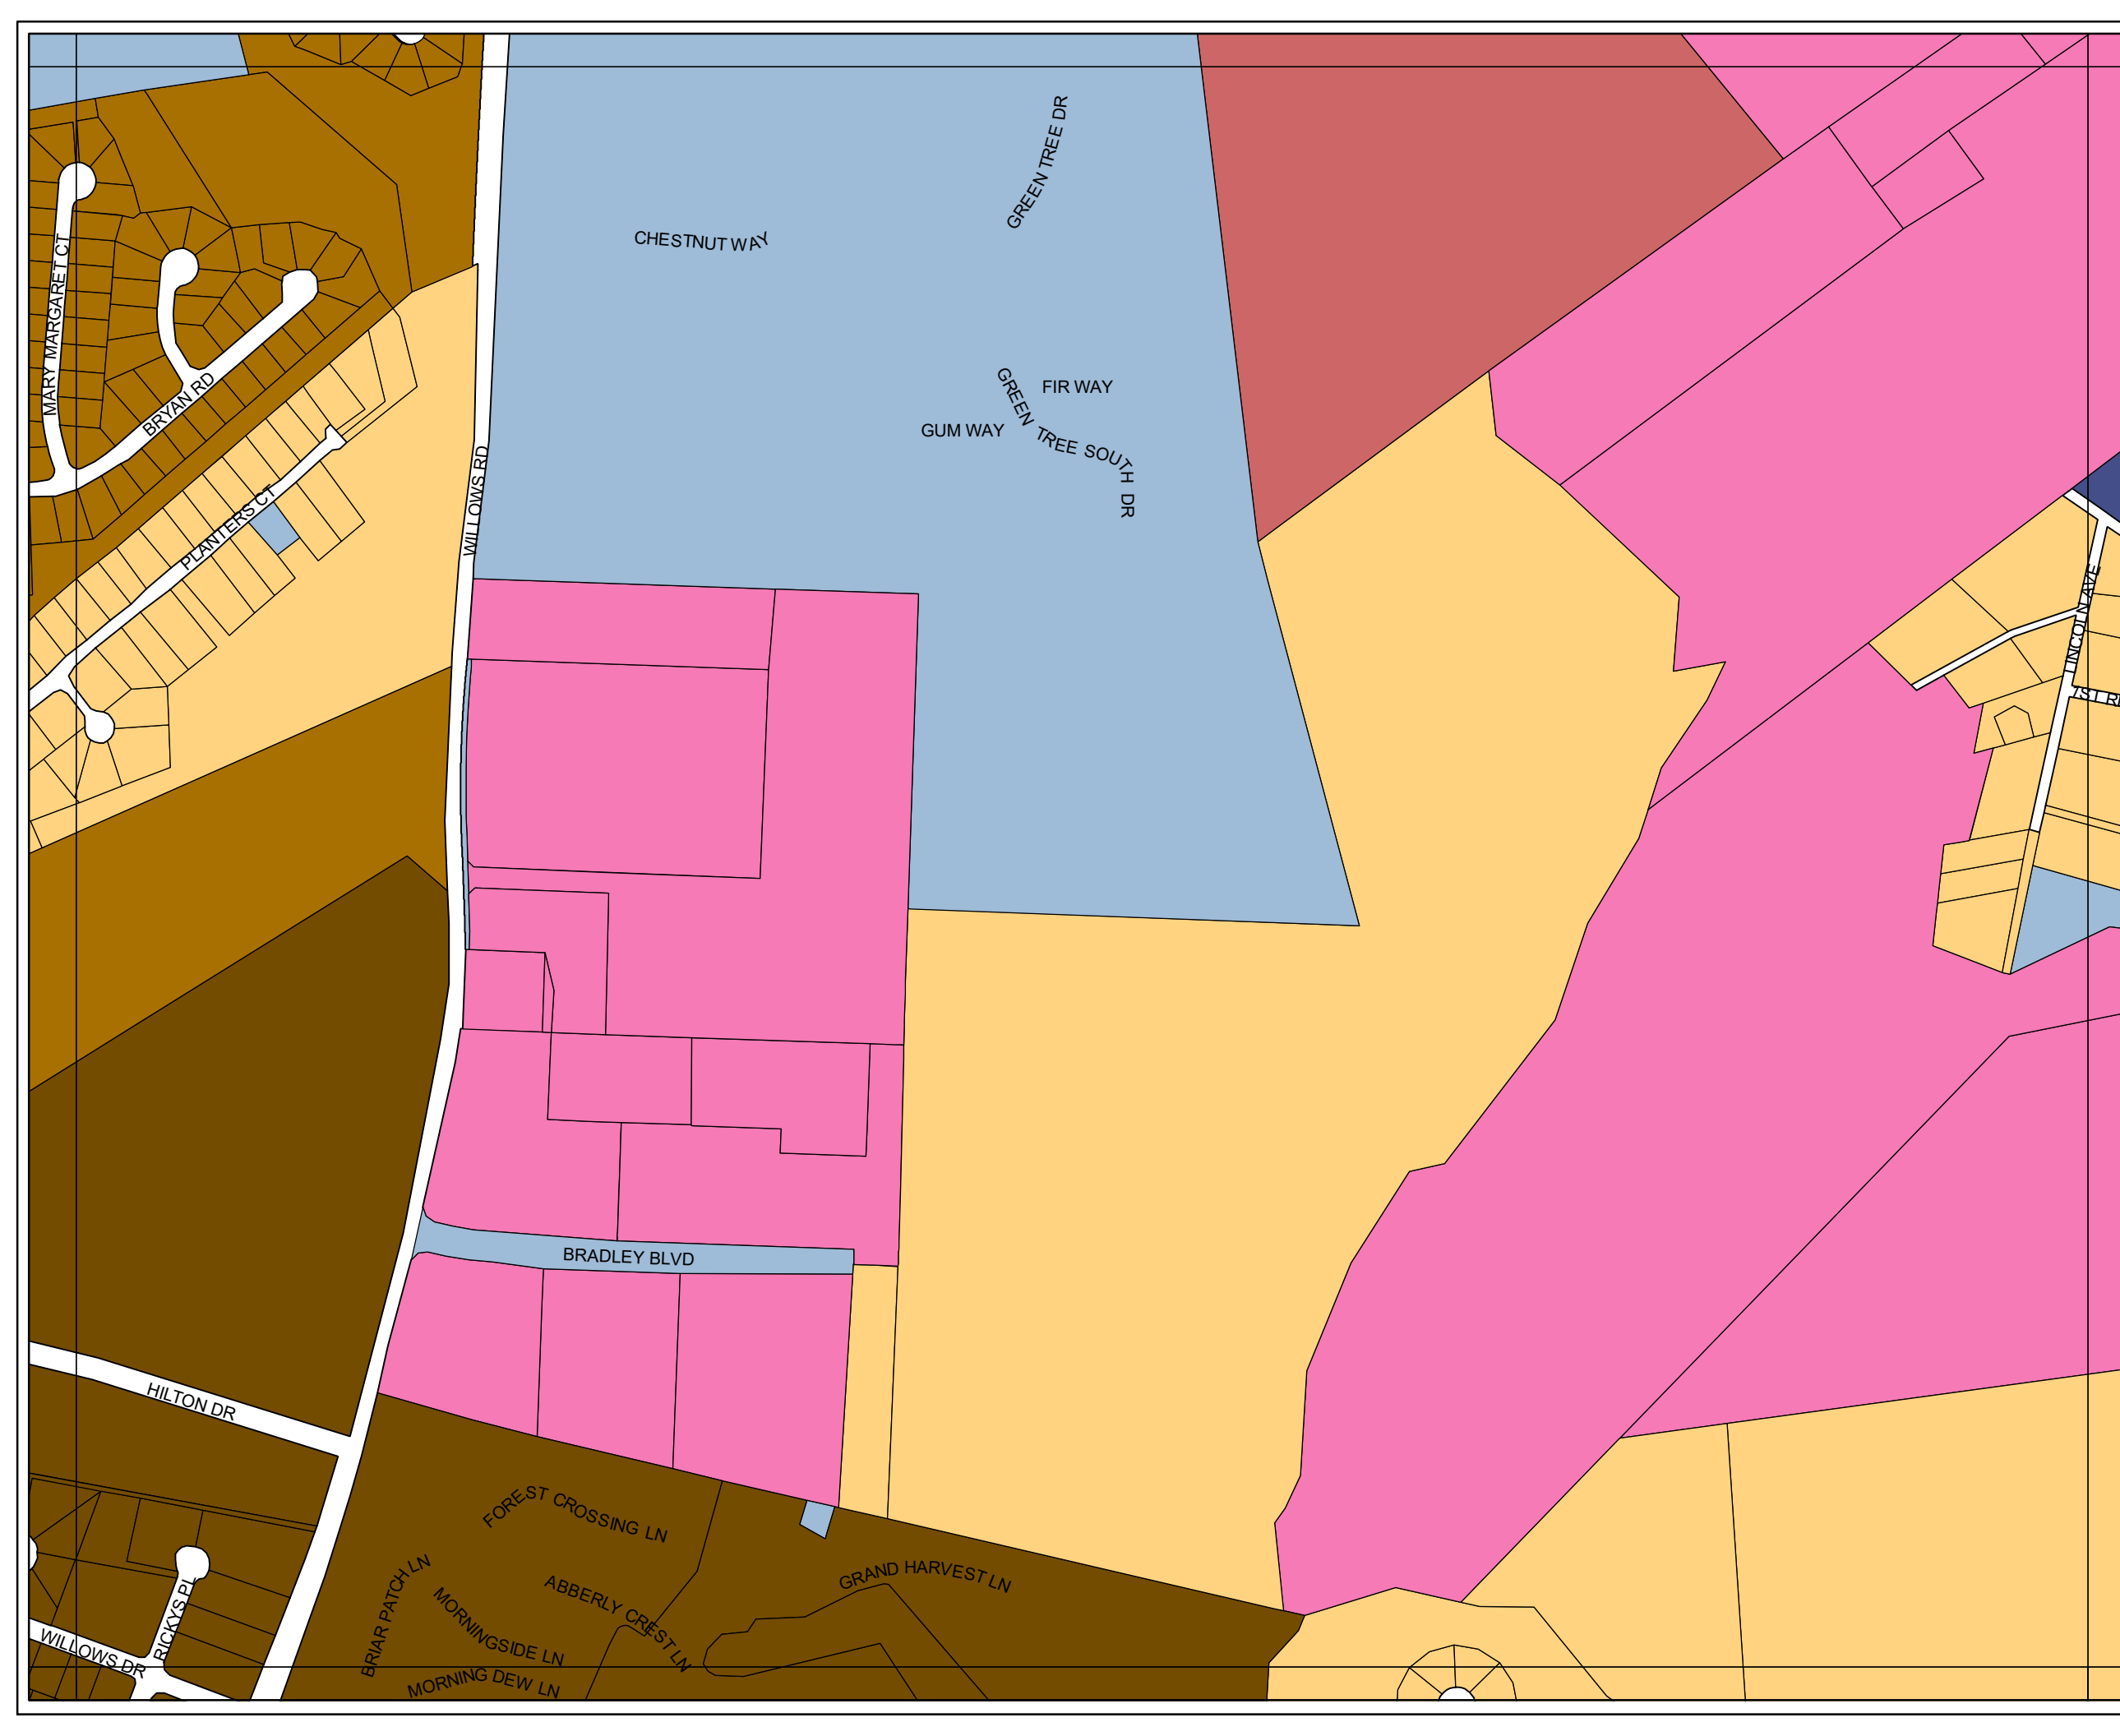 GREEN TREE DR
CHESTNUT WAY
MARY MARGARET CT
BRYAN RD
FIR WAY
GREEN TREE SOUTH DR
GUM WAY
WILLOWS RD
PLANTERS CT
LINCOLN AVE
BRADLEY BLVD
HILTON DR
FOREST CROSSING LN
BRIAR PATCH LN
ABBERLY CREST LN
GRAND HARVEST LN
MORNINGSIDE LN
RICKYS PL
WILLOWS DR
MORNING DEW LN